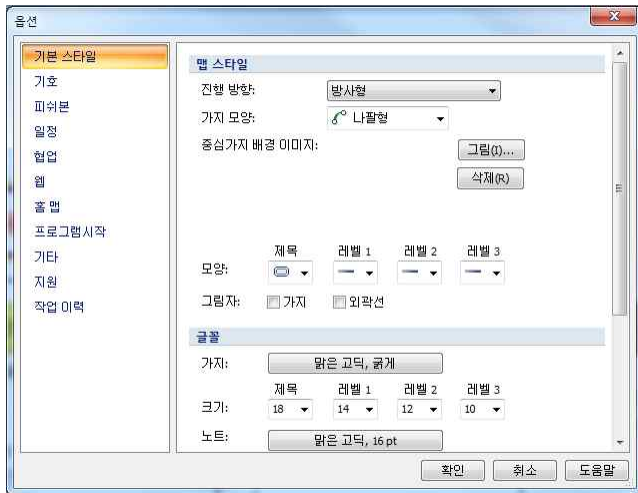 옵션
기본 스타일
기호
피쉬본
일정
협업
웹
홈 맵
프로그램시작
기타
지원
작업 이력
맵 스타일
진행 방향: 방사형
가지 모양: 나팔형
중심가지 배경 이미지: 그림(I)...
삭제(R)
제목 레벨 1 레벨 2 레벨 3
모양:
그림자: 가지 외곽선
글꼴
가지: 맑은 고딕, 굵게
제목 레벨 1 레벨 2 레벨 3
크기: 18 14 12 10
노트: 맑은 고딕, 16 pt
확인 취소 도움말